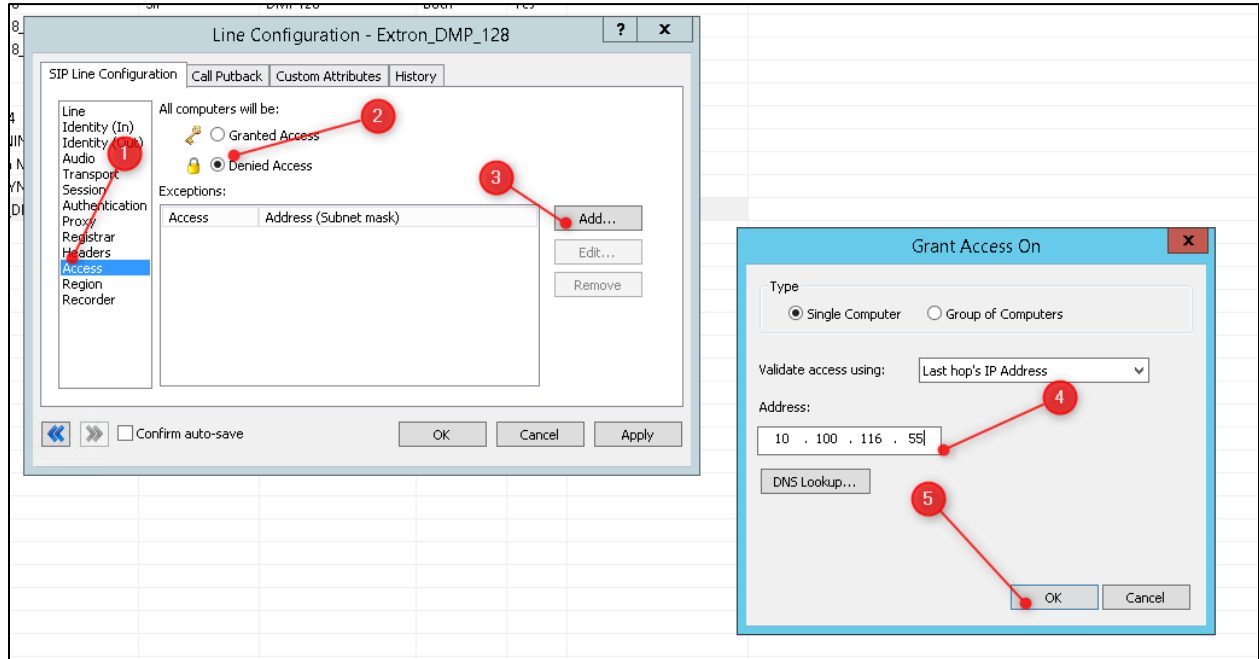 Line Configuration - Extron_DMP_128
? x
SIP Line Configuration Call Putback Custom Attributes History
Line
Identity (In)
Identity (Out)
Audio
Transport
Session
Authentication
Proxy
Registrar
Headers
Access
Region
Recorder
All computers will be:
Granted Access
Denied Access
Exceptions:
Access Address (Subnet mask)
Add...
Edit...
Remove
Confirm auto-save
OK Cancel Apply
1
2
3
Grant Access On
x
Type
Single Computer Group of Computers
Validate access using: Last hop's IP Address
Address:
10 . 100 . 116 . 55
DNS Lookup...
4
5
OK Cancel